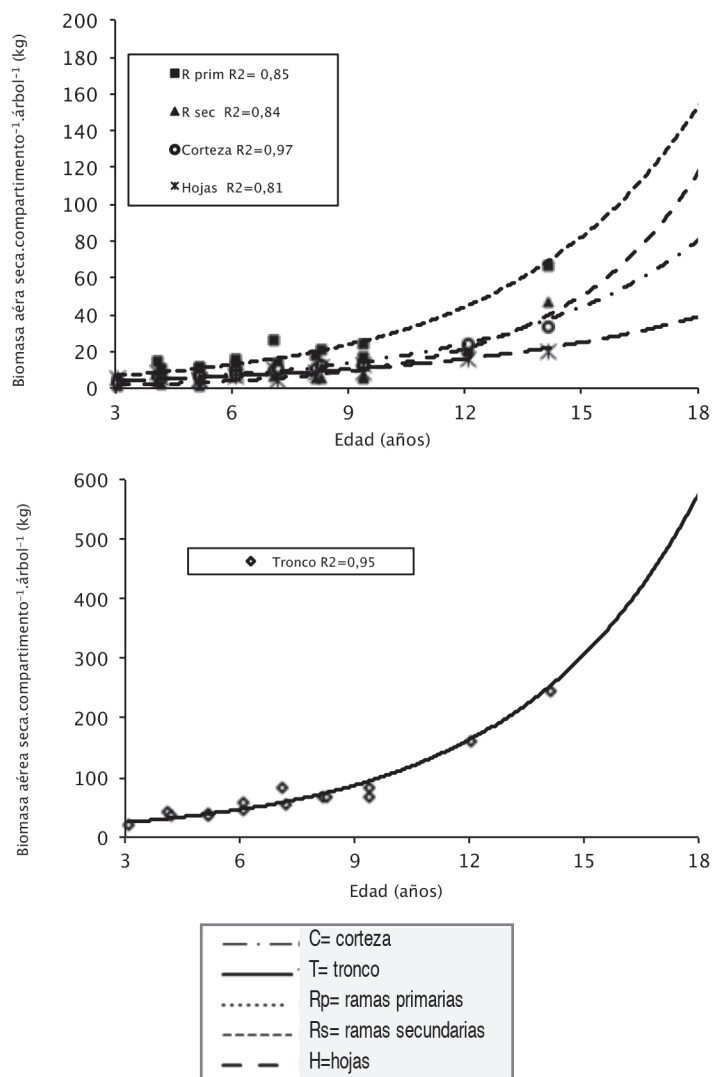 Biomasa aéra seca.compartimento⁻¹.árbol⁻¹ (kg)
200
180
160
140
120
100
80
60
40
20
0
R prim R2= 0,85
R sec R2=0,84
Corteza R2=0,97
Hojas R2=0,81
3 6 9 12 15 18
Edad (años)
Biomasa aérea seca.compartimento⁻¹.árbol⁻¹ (kg)
600
500
400
300
200
100
0
Tronco R2=0,95
3 6 9 12 15 18
Edad (años)
C= corteza
T= tronco
Rp= ramas primarias
Rs= ramas secundarias
H=hojas